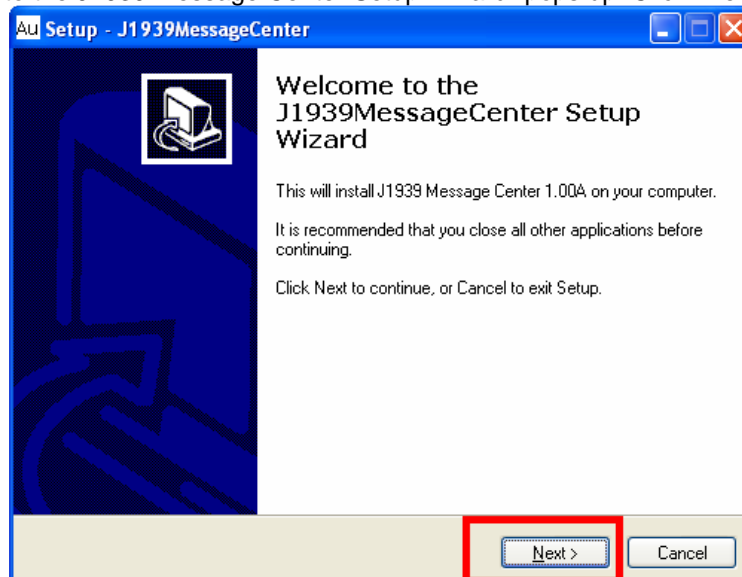 Au Setup - J1939MessageCenter
Welcome to the
J1939MessageCenter Setup
Wizard
This will install J1939 Message Center 1.00A on your computer.
It is recommended that you close all other applications before
continuing.
Click Next to continue, or Cancel to exit Setup.
Next > Cancel